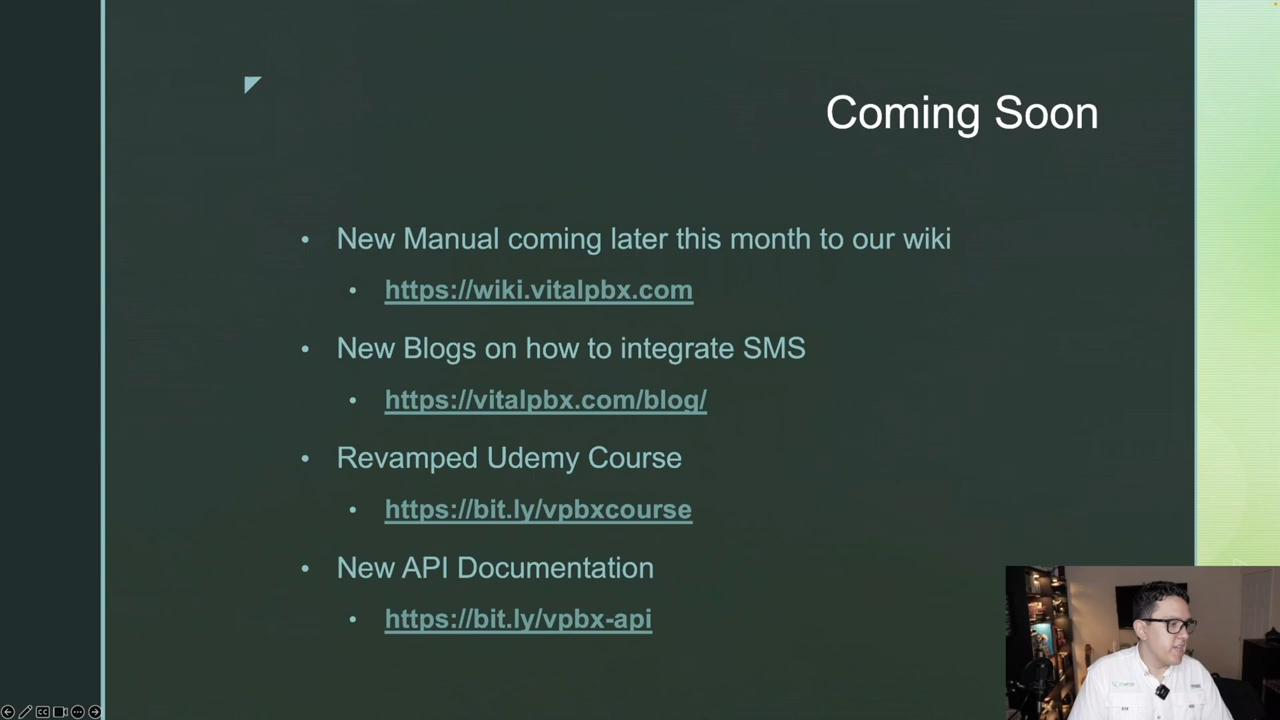 Coming Soon
• New Manual coming later this month to our wiki
• https://wiki.vitalpbx.com
• New Blogs on how to integrate SMS
• https://vitalpbx.com/blog/
• Revamped Udemy Course
• https://bit.ly/vpbxcourse
• New API Documentation
• https://bit.ly/vpbx-api